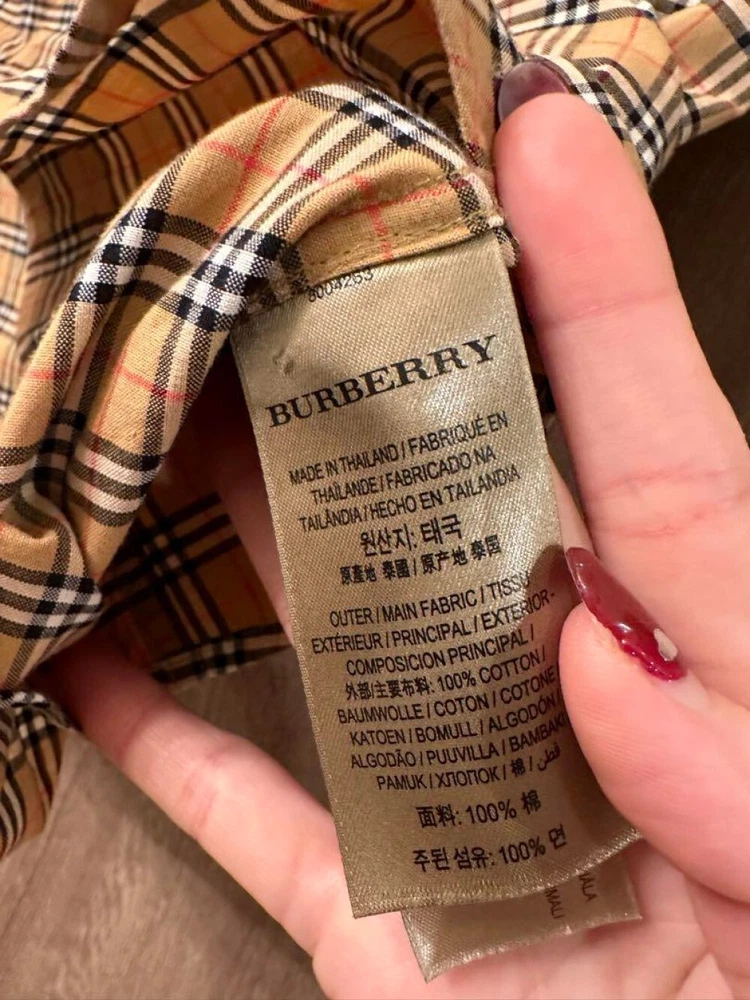 8004263
BURBERRY
MADE IN THAILAND / FABRIQUÉ EN
THAÏLANDE / FABRICADO NA
TAILÂNDIA / HECHO EN TAILANDIA
원산지: 태국
原產地 泰國 / 原产地 泰国
OUTER / MAIN FABRIC / TISSU
EXTÉRIEUR / PRINCIPAL / EXTERIOR-
COMPOSICION PRINCIPAL /
外部/主要布料: 100% COTTON /
BAUMWOLLE / COTON / COTONE
KATOEN / BOMULL / ALGODÓN /
ALGODÃO / PUUVILLA / BAMBAKI
PAMUK / ХЛОПОК / 棉 / قطن
面料: 100% 棉
주된 섬유: 100% 면